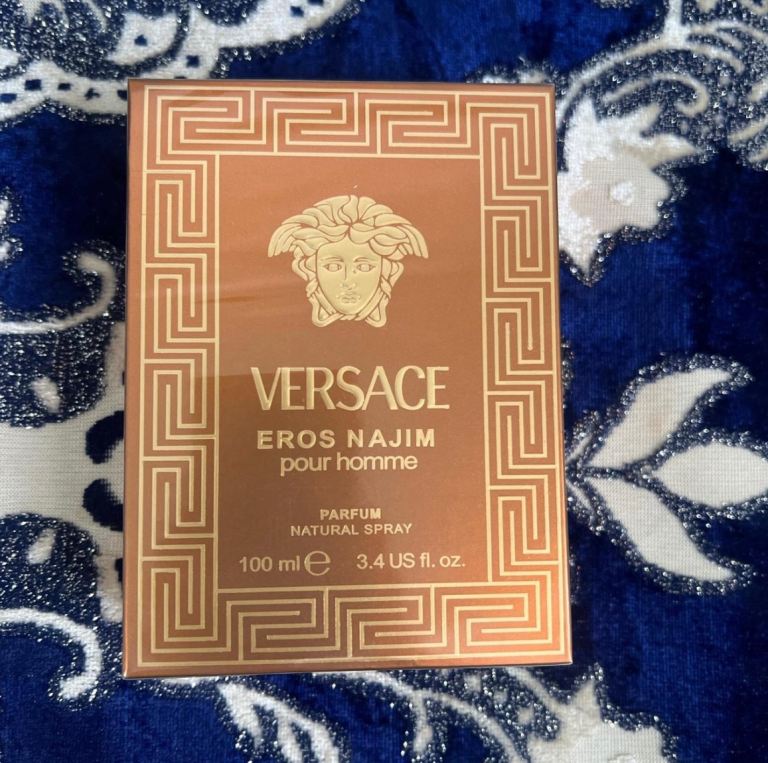 VERSACE
EROS NAJIM
pour homme
PARFUM
NATURAL SPRAY
100 ml ℮ 3.4 US fl. oz.